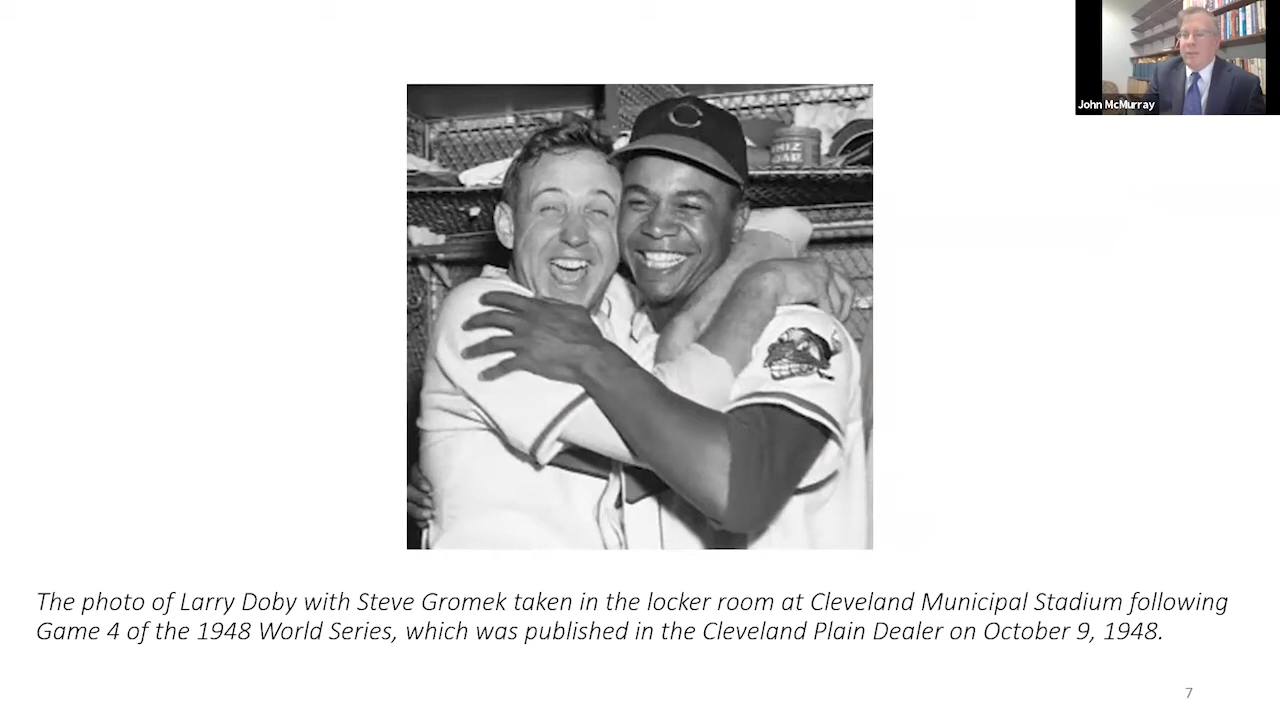 John McMurray
C
WHIZ
The photo of Larry Doby with Steve Gromek taken in the locker room at Cleveland Municipal Stadium following
Game 4 of the 1948 World Series, which was published in the Cleveland Plain Dealer on October 9, 1948.
7